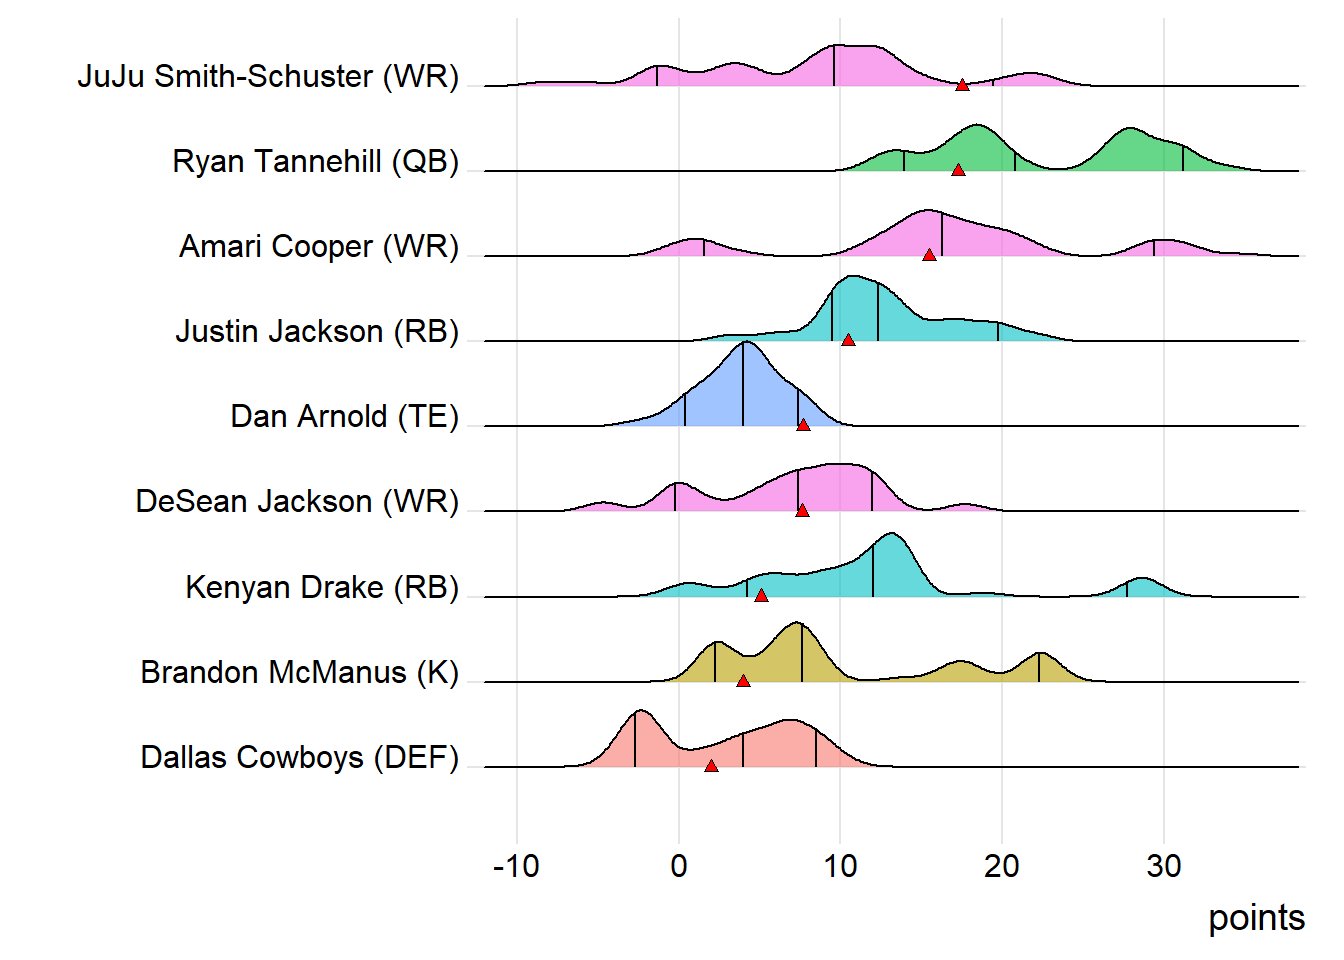 JuJu Smith-Schuster (WR)
Ryan Tannehill (QB)
Amari Cooper (WR)
Justin Jackson (RB)
Dan Arnold (TE)
DeSean Jackson (WR)
Kenyan Drake (RB)
Brandon McManus (K)
Dallas Cowboys (DEF)
-10 0 10 20 30
points